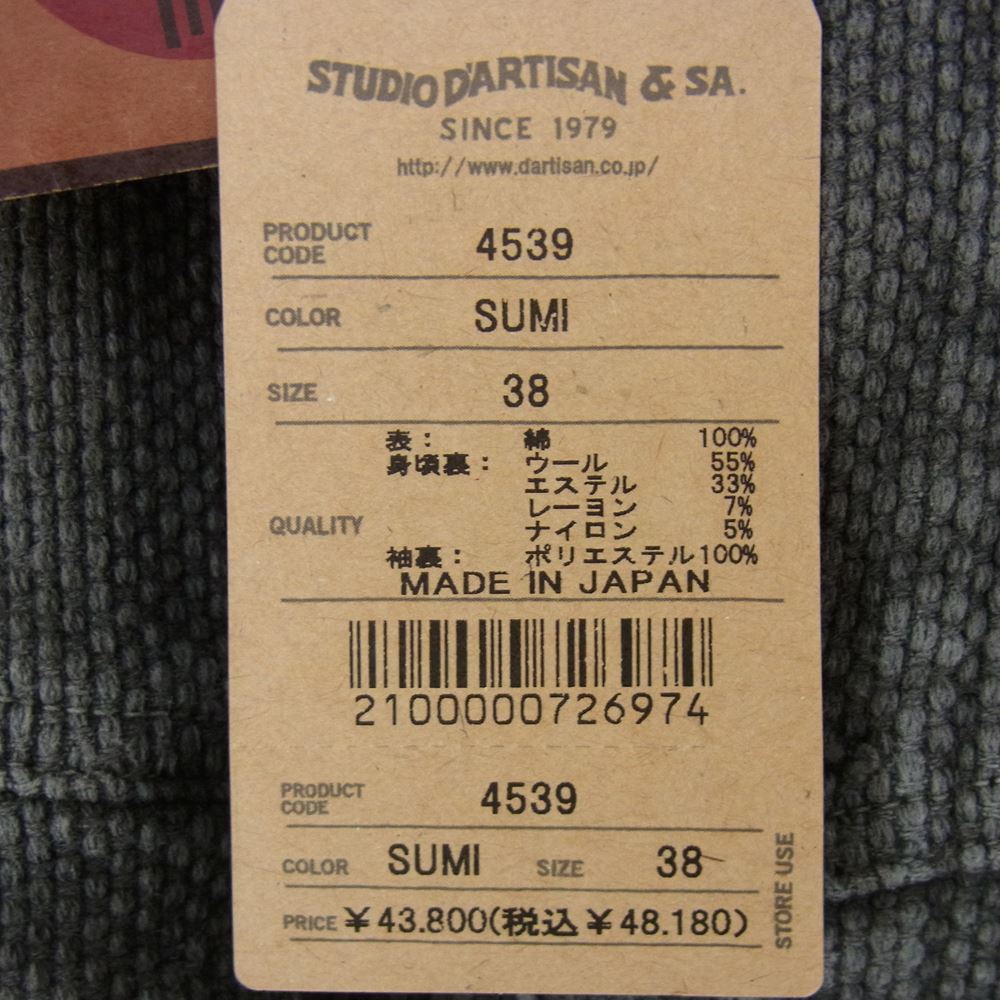 STUDIO D'ARTISAN & SA.
SINCE 1979
http://www.dartisan.co.jp/
PRODUCT CODE 4539
COLOR SUMI
SIZE 38
表: 綿 100%
身頃裏: ウール 55%
エステル 33%
レーヨン 7%
QUALITY ナイロン 5%
袖裏: ポリエステル100%
MADE IN JAPAN
2100000726974
PRODUCT CODE 4539
COLOR SUMI SIZE 38
PRICE ¥43.800(税込¥48.180)
STORE USE